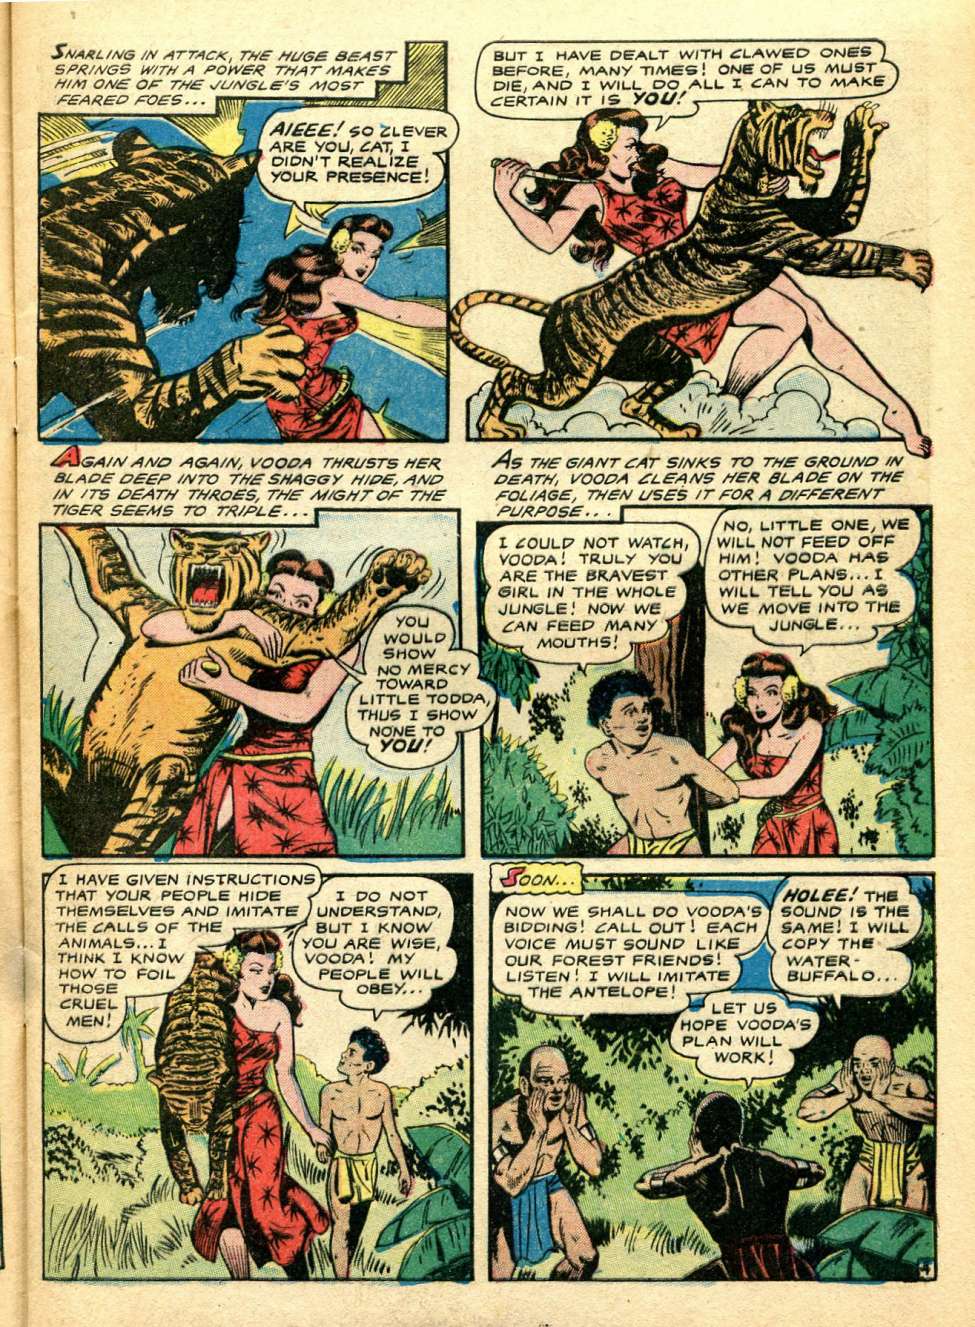 SNARLING IN ATTACK, THE HUGE BEAST
SPRINGS WITH A POWER THAT MAKES
HIM ONE OF THE JUNGLE'S MOST
FEARED FOES...
AIEEE! SO CLEVER
ARE YOU, CAT, I
DIDN'T REALIZE
YOUR PRESENCE!
BUT I HAVE DEALT WITH CLAWED ONES
BEFORE, MANY TIMES! ONE OF US MUST
DIE, AND I WILL DO ALL I CAN TO MAKE
CERTAIN IT IS YOU!
AGAIN AND AGAIN, VOODA THRUSTS HER
BLADE DEEP INTO THE SHAGGY HIDE, AND
IN ITS DEATH THROES, THE MIGHT OF THE
TIGER SEEMS TO TRIPLE...
YOU
WOULD
SHOW
NO MERCY
TOWARD
LITTLE TODDA,
THUS I SHOW
NONE TO
YOU!
AS THE GIANT CAT SINKS TO THE GROUND IN
DEATH, VOODA CLEANS HER BLADE ON THE
FOLIAGE, THEN USES IT FOR A DIFFERENT
PURPOSE...
I COULD NOT WATCH,
VOODA! TRULY YOU
ARE THE BRAVEST
GIRL IN THE WHOLE
JUNGLE! NOW WE
CAN FEED MANY
MOUTHS!
NO, LITTLE ONE, WE
WILL NOT FEED OFF
HIM! VOODA HAS
OTHER PLANS... I
WILL TELL YOU AS
WE MOVE INTO THE
JUNGLE...
I HAVE GIVEN INSTRUCTIONS
THAT YOUR PEOPLE HIDE
THEMSELVES AND IMITATE
THE CALLS OF THE
ANIMALS... I
THINK I KNOW
HOW TO FOIL
THOSE
CRUEL
MEN!
I DO NOT
UNDERSTAND,
BUT I KNOW
YOU ARE WISE,
VOODA! MY
PEOPLE WILL
OBEY...
SOON...
NOW WE SHALL DO VOODA'S
BIDDING! CALL OUT! EACH
VOICE MUST SOUND LIKE
OUR FOREST FRIENDS!
LISTEN! I WILL IMITATE
THE ANTELOPE!
LET US
HOPE VOODA'S
PLAN WILL
WORK!
HOLEE! THE
SOUND IS THE
SAME! I WILL
COPY THE
WATER-
BUFFALO...
4